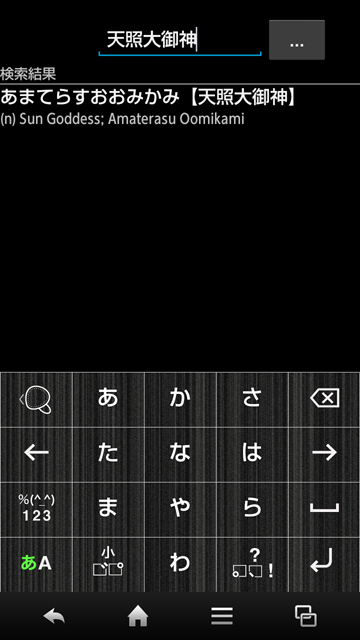 天照大御神
...
検索結果
あまてらすおおみかみ【天照大御神】
(n) Sun Goddess; Amaterasu Oomikami
あ か さ
← た な は →
%(^_^)
123
ま や ら
あA
小
わ
? 
!